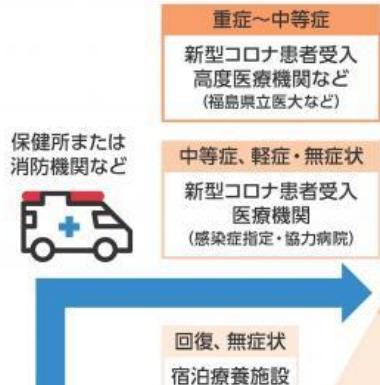 重症～中等症
新型コロナ患者受入
高度医療機関など
(福島県立医大など)
保健所または
消防機関など
中等症、軽症・無症状
新型コロナ患者受入
医療機関
(感染症指定・協力病院)
回復、無症状
宿泊療養施設